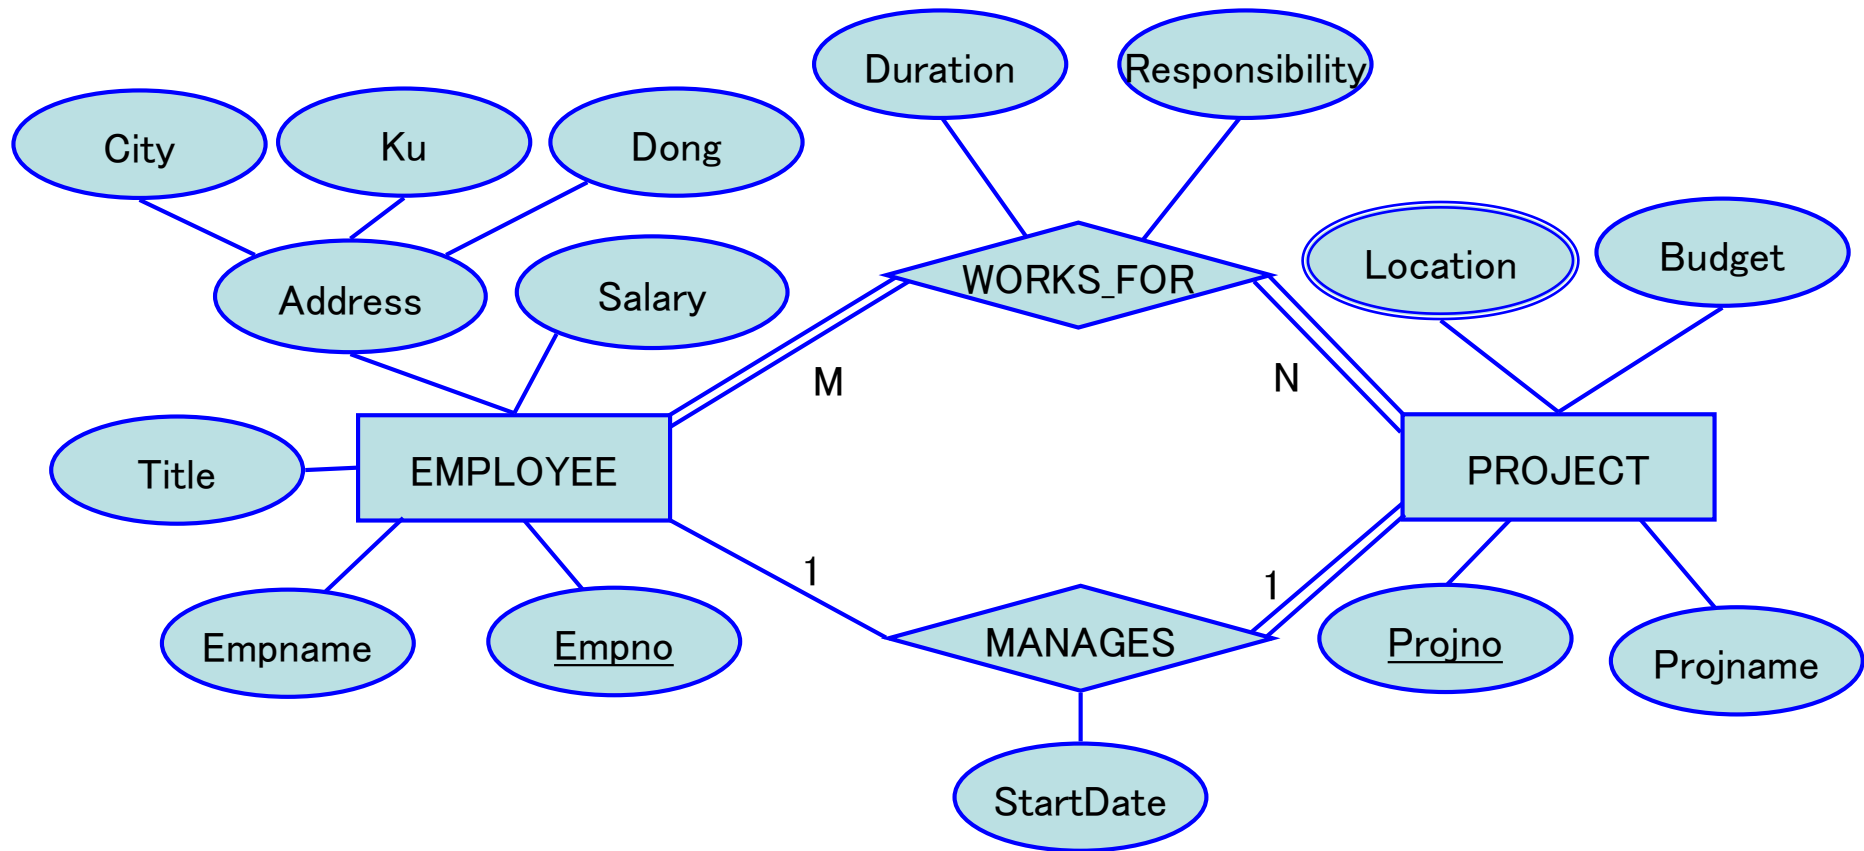 Duration
Responsibility
City
Ku
Dong
Location
Budget
Address
Salary
WORKS_FOR
M
N
Title
EMPLOYEE
PROJECT
1
1
Empname
Empno
MANAGES
Projno
Projname
StartDate